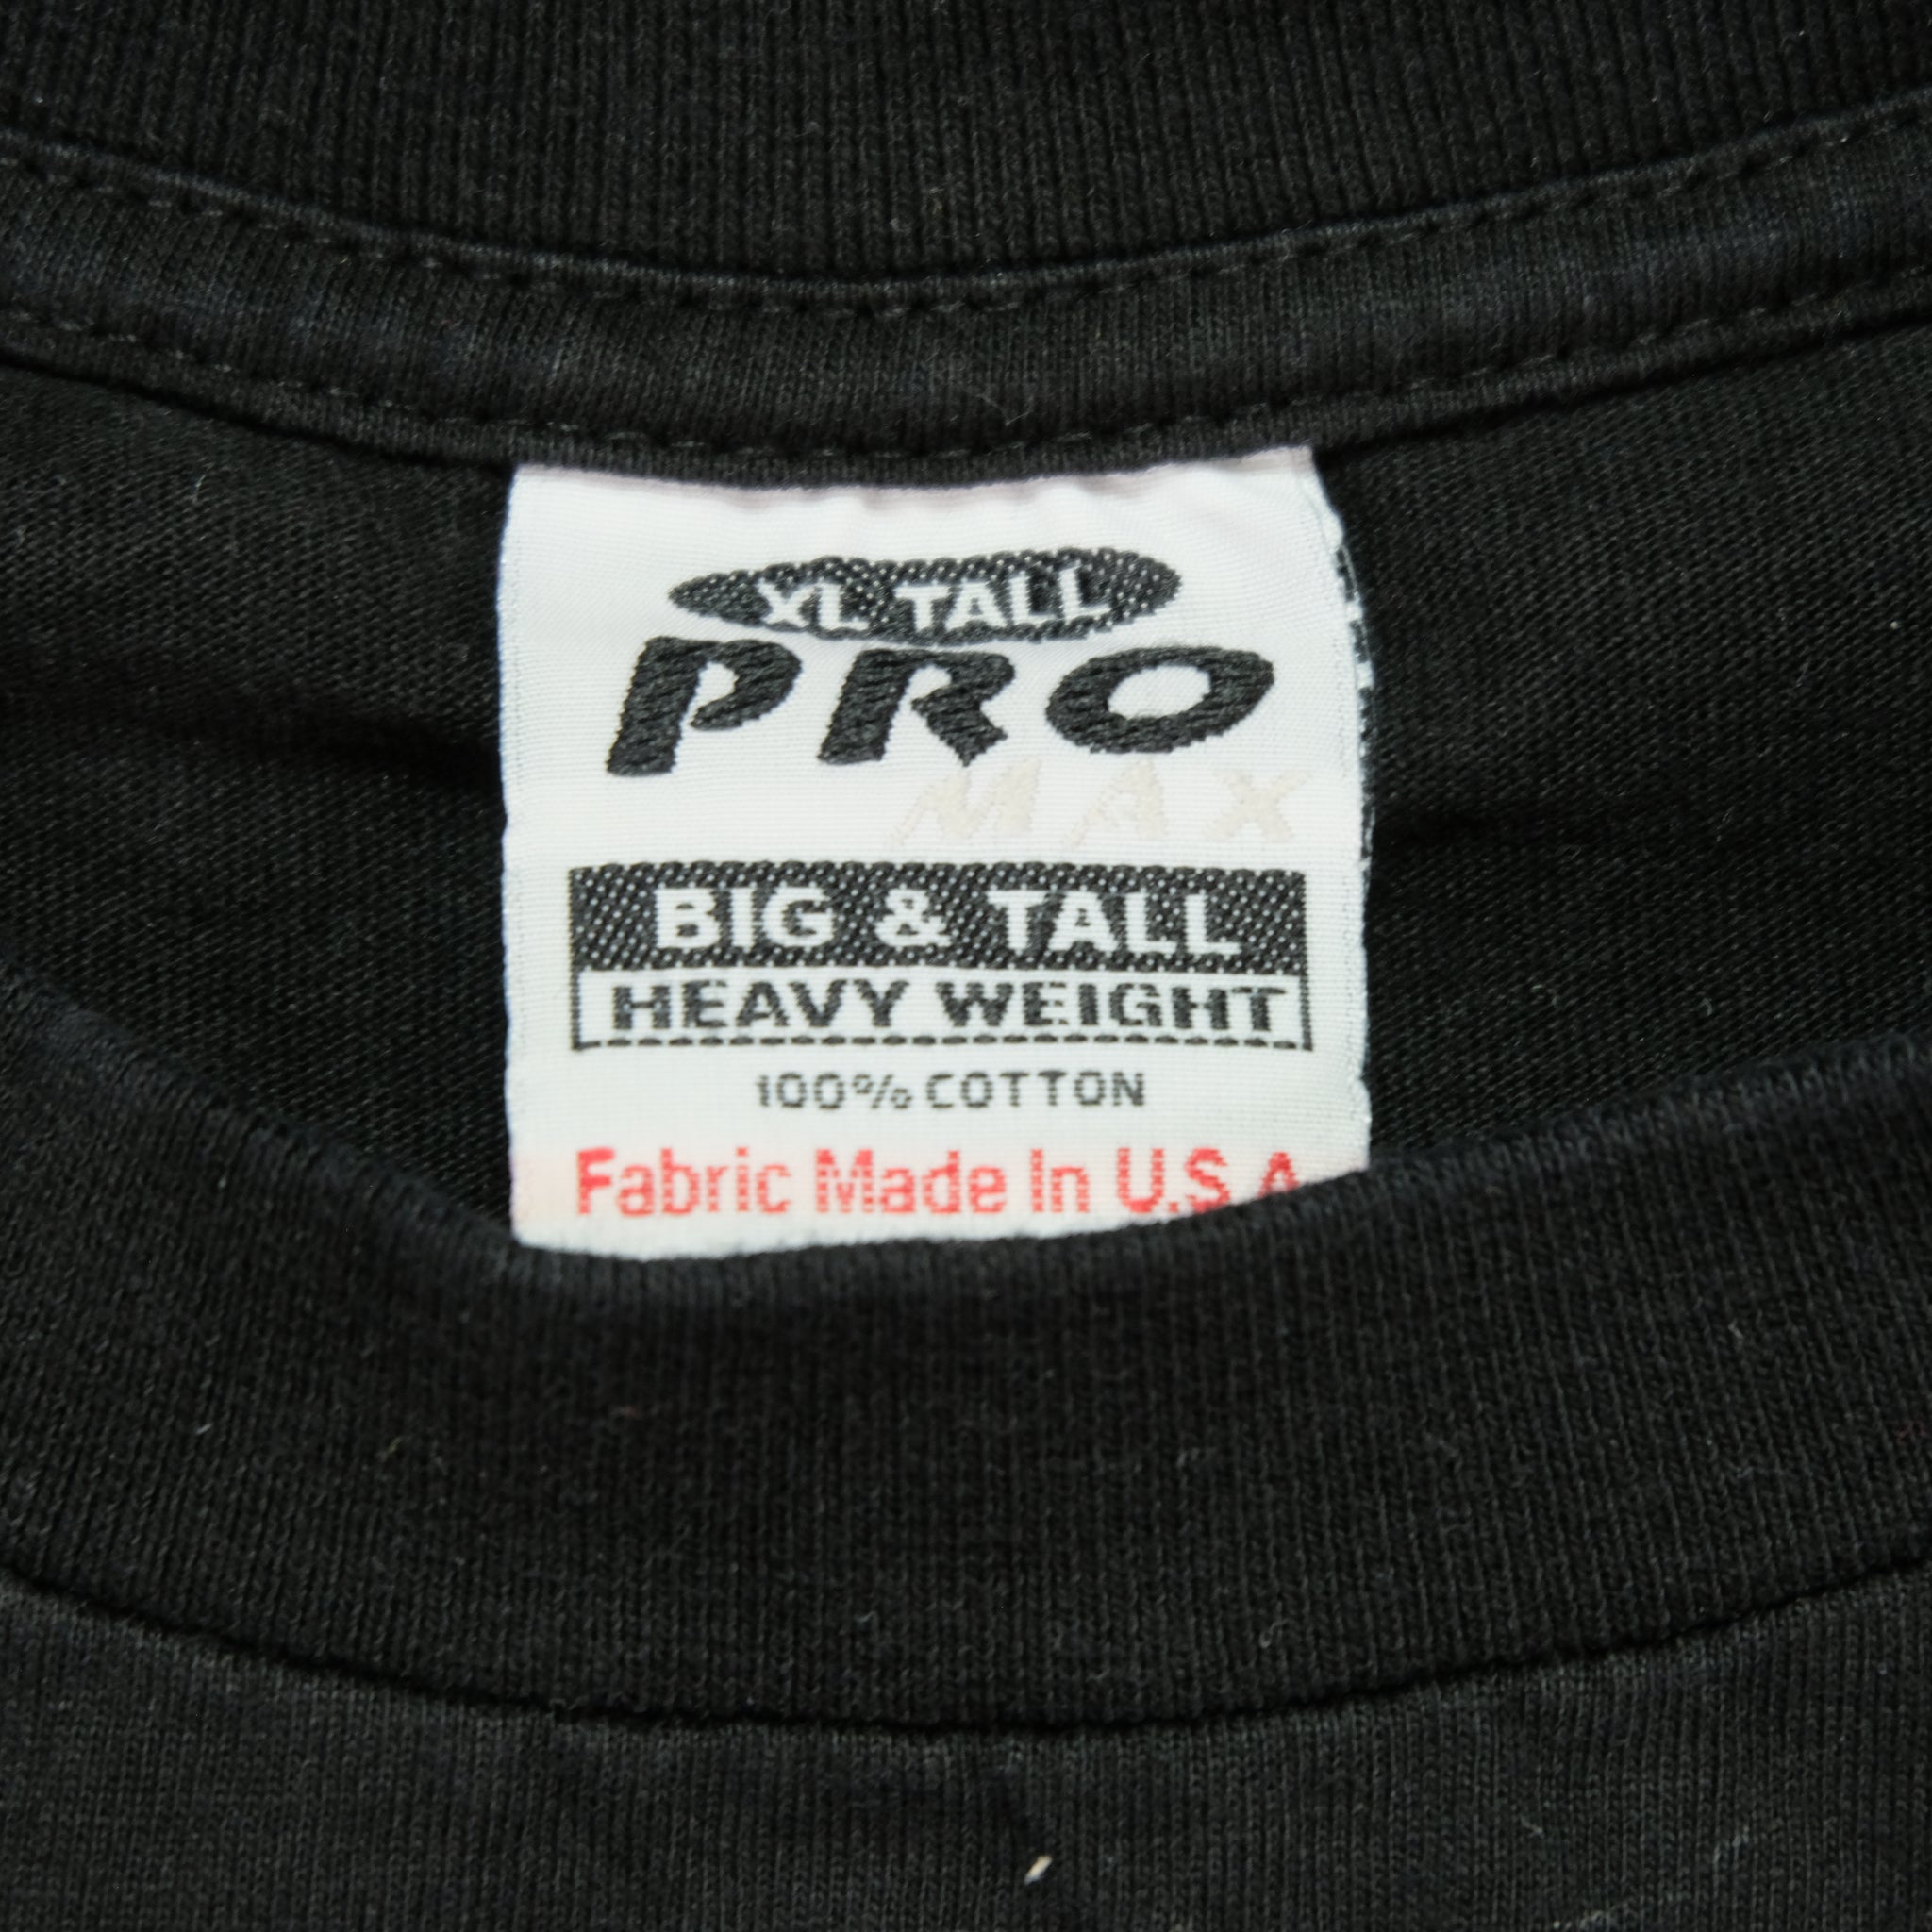 XL TALL
PRO
MAX
BIG & TALL
HEAVY WEIGHT
100% COTTON
Fabric Made In U.S.A